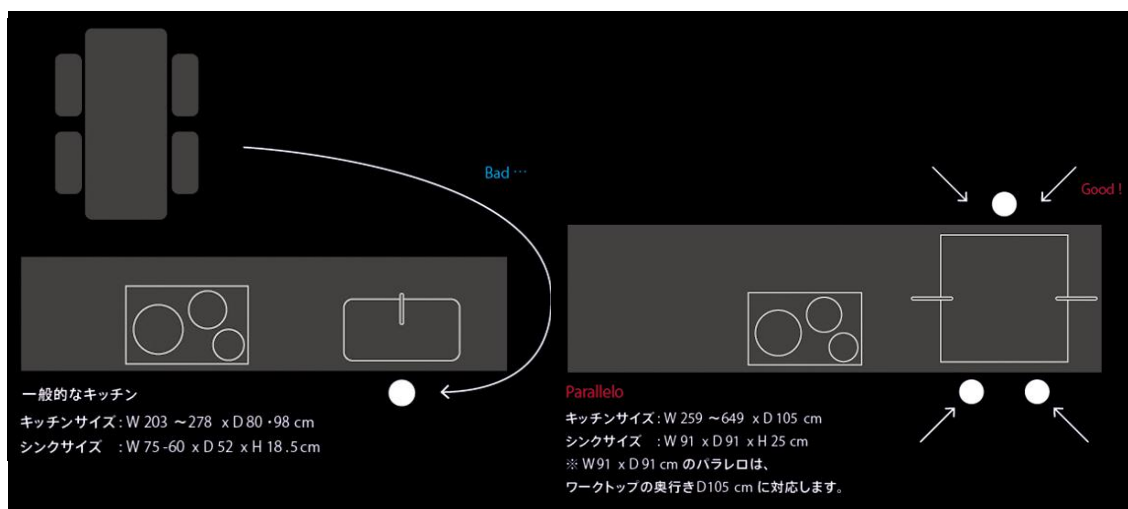 Bad …
Good !
一般的なキッチン
キッチンサイズ : W 203 ～278 x D 80 ・98 cm
シンクサイズ : W 75 -60 x D 52 x H 18 .5 cm
Parallelo
キッチンサイズ : W 259 ～649 x D 105 cm
シンクサイズ : W 91 x D 91 x H 25 cm
※ W 91 x D 91 cm のパラレロは、
ワークトップの奥行き D 105 cm に対応します。